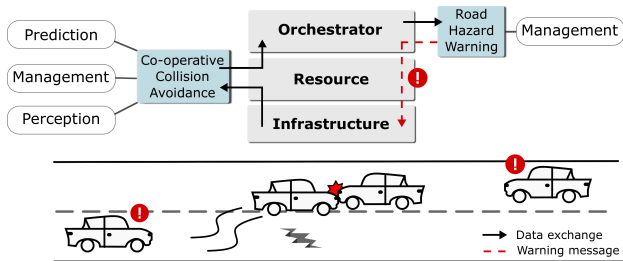 Prediction
Management
Perception
Co-operative
Collision
Avoidance
Orchestrator
Resource
Infrastructure
Road
Hazard
Warning
Management
!
!
!
Data exchange
Warning message